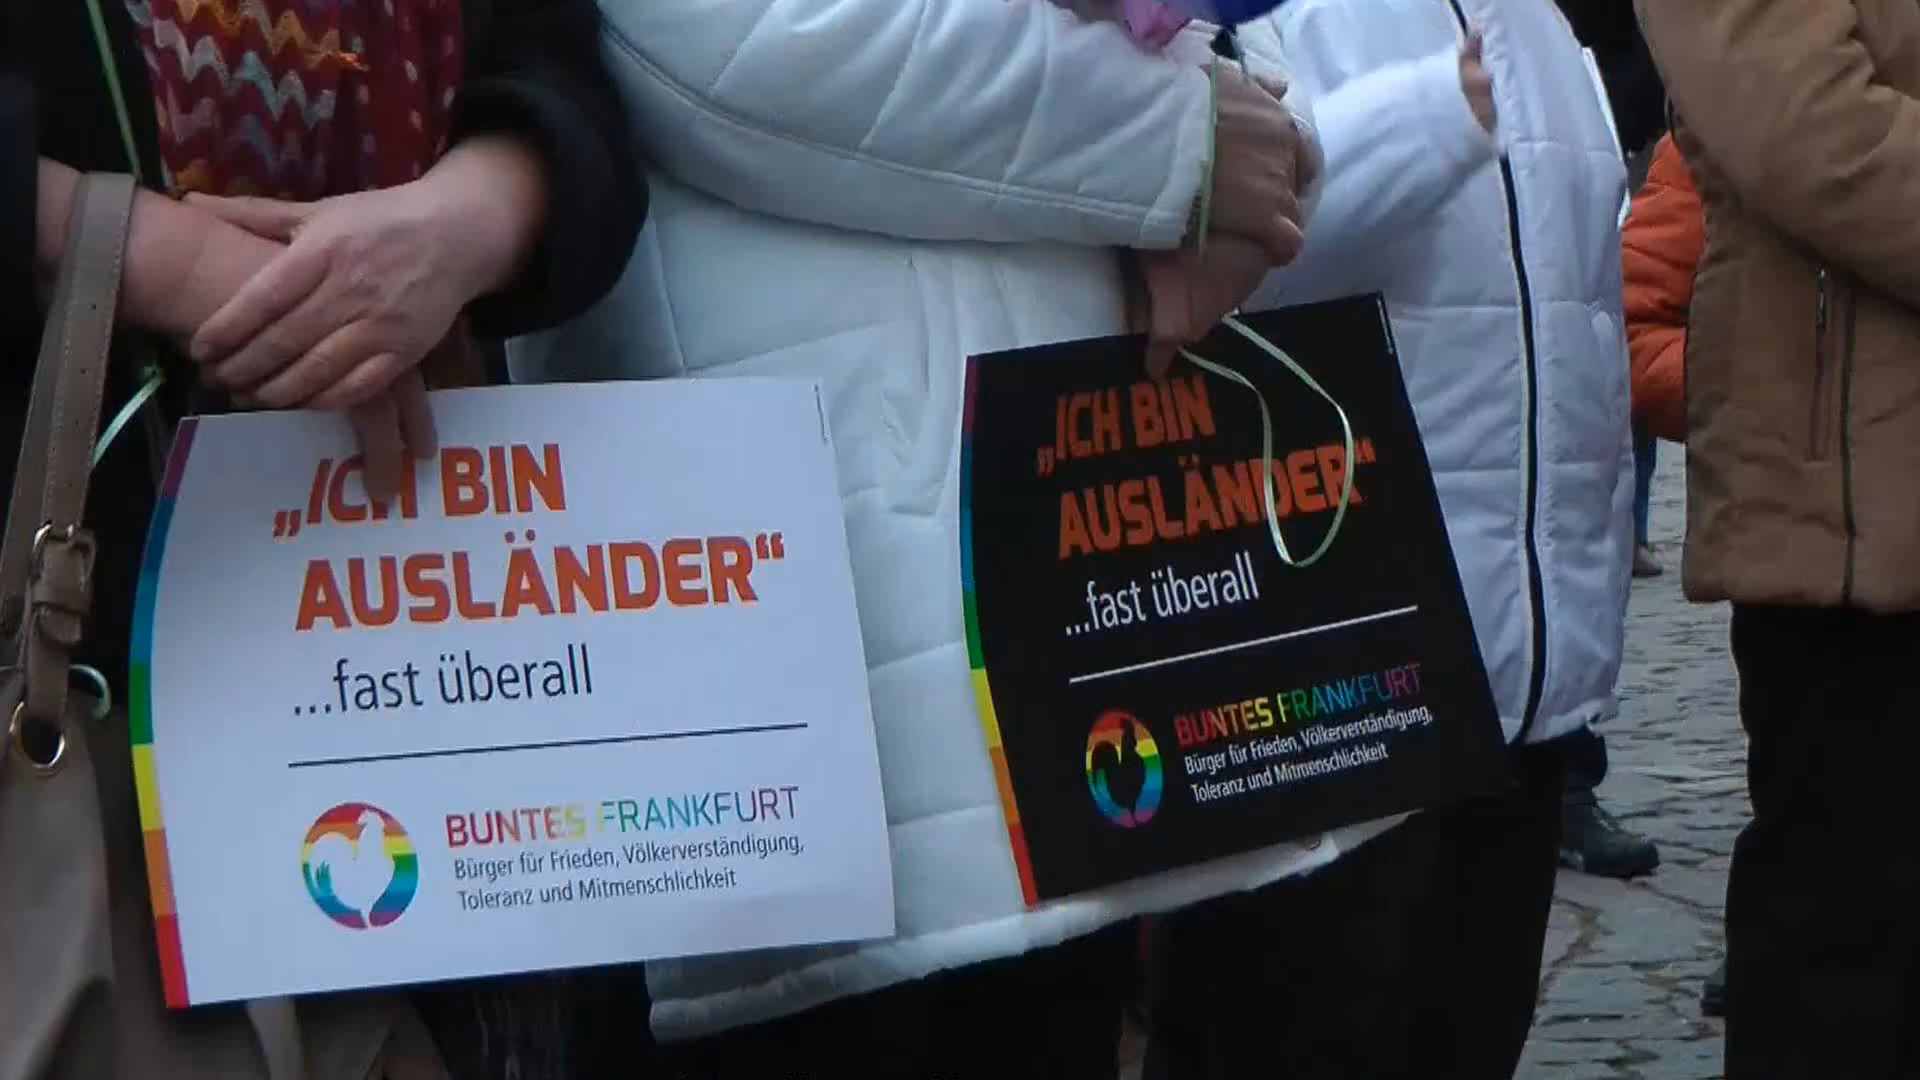 „ICH BIN
AUSLÄNDER“
...fast überall
BUNTES FRANKFURT
Bürger für Frieden, Völkerverständigung,
Toleranz und Mitmenschlichkeit
„ICH BIN
AUSLÄNDER“
...fast überall
BUNTES FRANKFURT
Bürger für Frieden, Völkerverständigung,
Toleranz und Mitmenschlichkeit